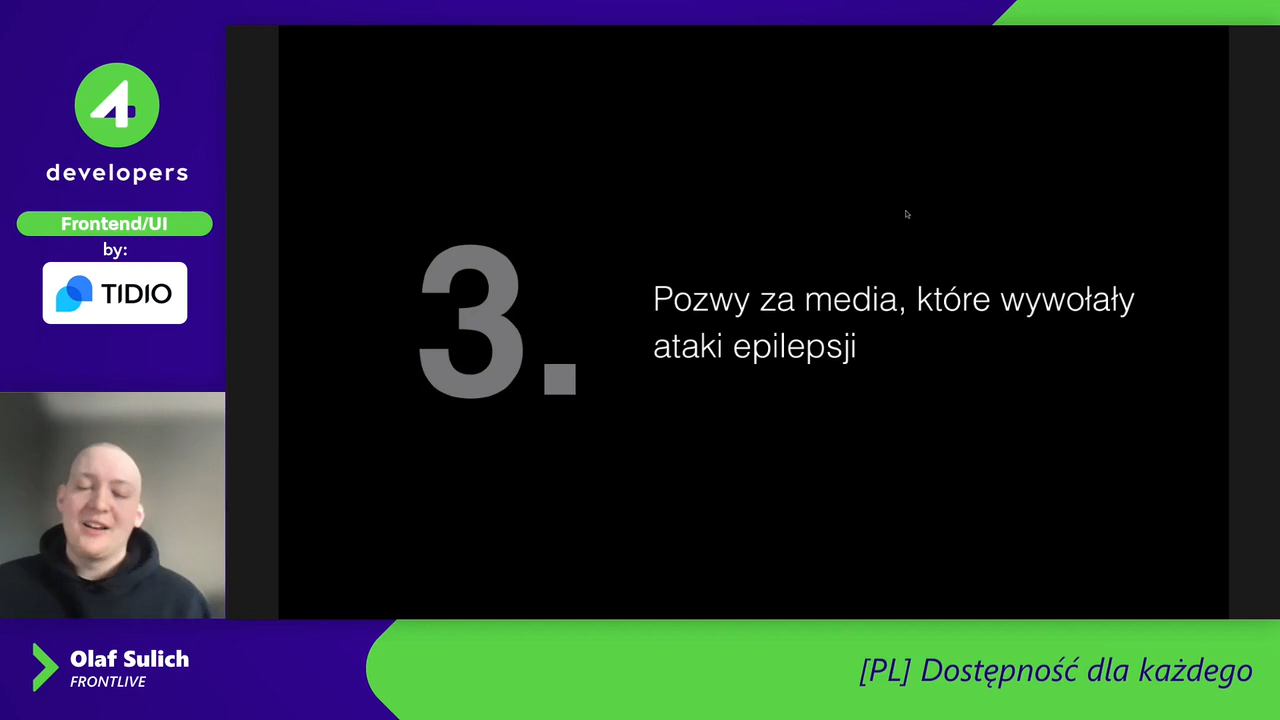 4
developers
Frontend/UI
by:
TIDIO
3.
Pozwy za media, które wywołały
ataki epilepsji
Olaf Sulich
FRONTLIVE
[PL] Dostępność dla każdego